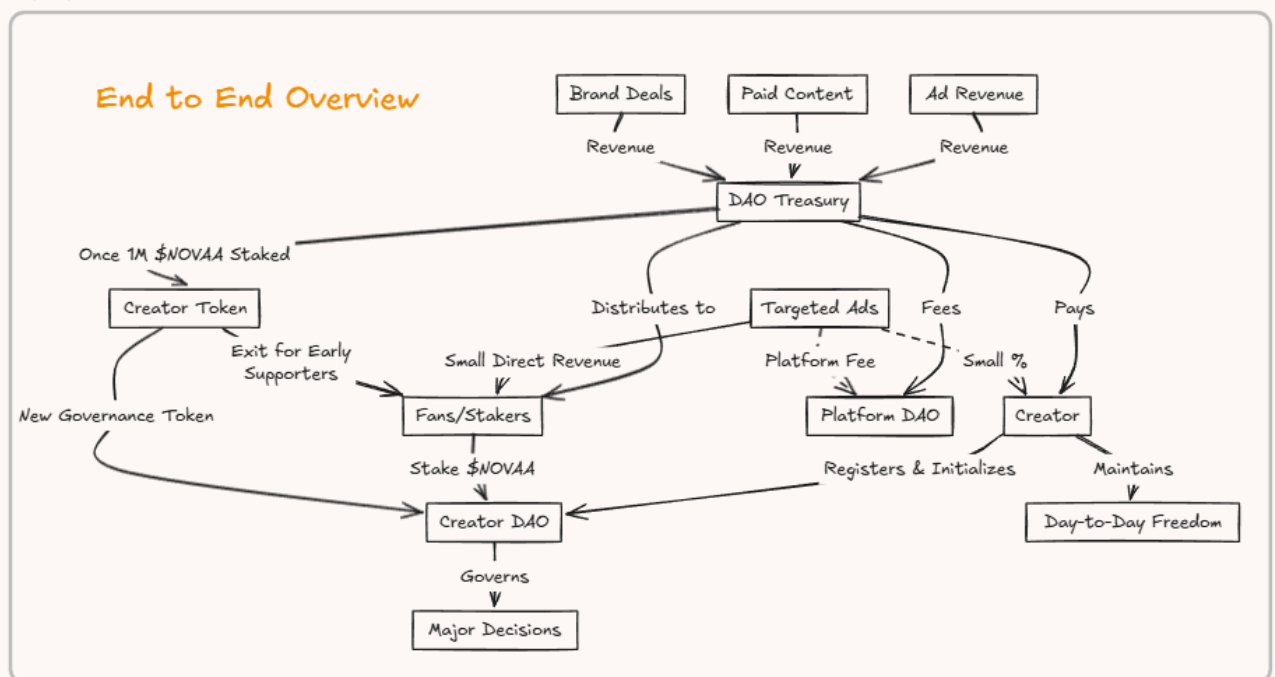 End to End Overview
Brand Deals
Paid Content
Ad Revenue
Revenue
Revenue
Revenue
DAO Treasury
Once 1M $NOVAA Staked
Creator Token
Distributes to
Targeted Ads
Fees
Pays
Exit for Early
Supporters
Small Direct Revenue
Platform Fee
Small %
New Governance Token
Fans/Stakers
Platform DAO
Creator
Stake $NOVAA
Registers & Initializes
Maintains
Creator DAO
Day-to-Day Freedom
Governs
Major Decisions